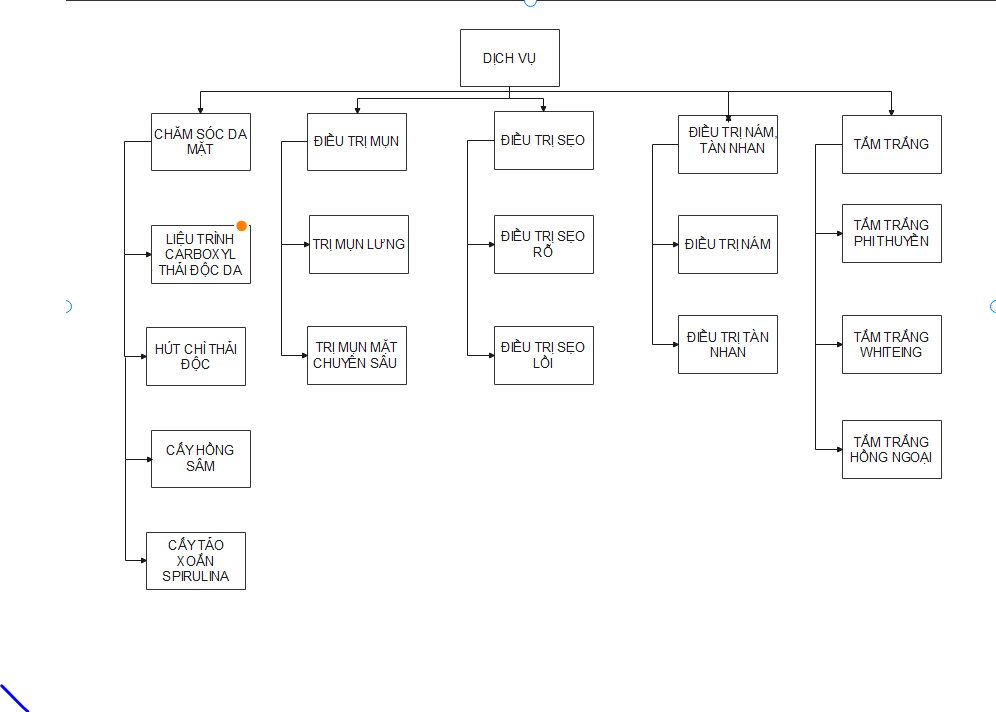 DỊCH VỤ
CHĂM SÓC DA
MẶT
ĐIỀU TRỊ MỤN
ĐIỀU TRỊ SẸO
ĐIỀU TRỊ NÁM,
TÀN NHAN
TẮM TRẮNG
LIỆU TRÌNH
CARBOXYL
THẢI ĐỘC DA
TRỊ MỤN LƯNG
ĐIỀU TRỊ SẸO
RỖ
ĐIỀU TRỊ NÁM
TẮM TRẮNG
PHI THUYỀN
HÚT CHÌ THẢI
ĐỘC
TRỊ MỤN MẶT
CHUYÊN SÂU
ĐIỀU TRỊ SẸO
LỒI
ĐIỀU TRỊ TÀN
NHAN
TẮM TRẮNG
WHITEING
CẤY HỒNG
SÂM
TẮM TRẮNG
HỒNG NGOẠI
CẤY TẢO
XOẮN
SPIRULINA